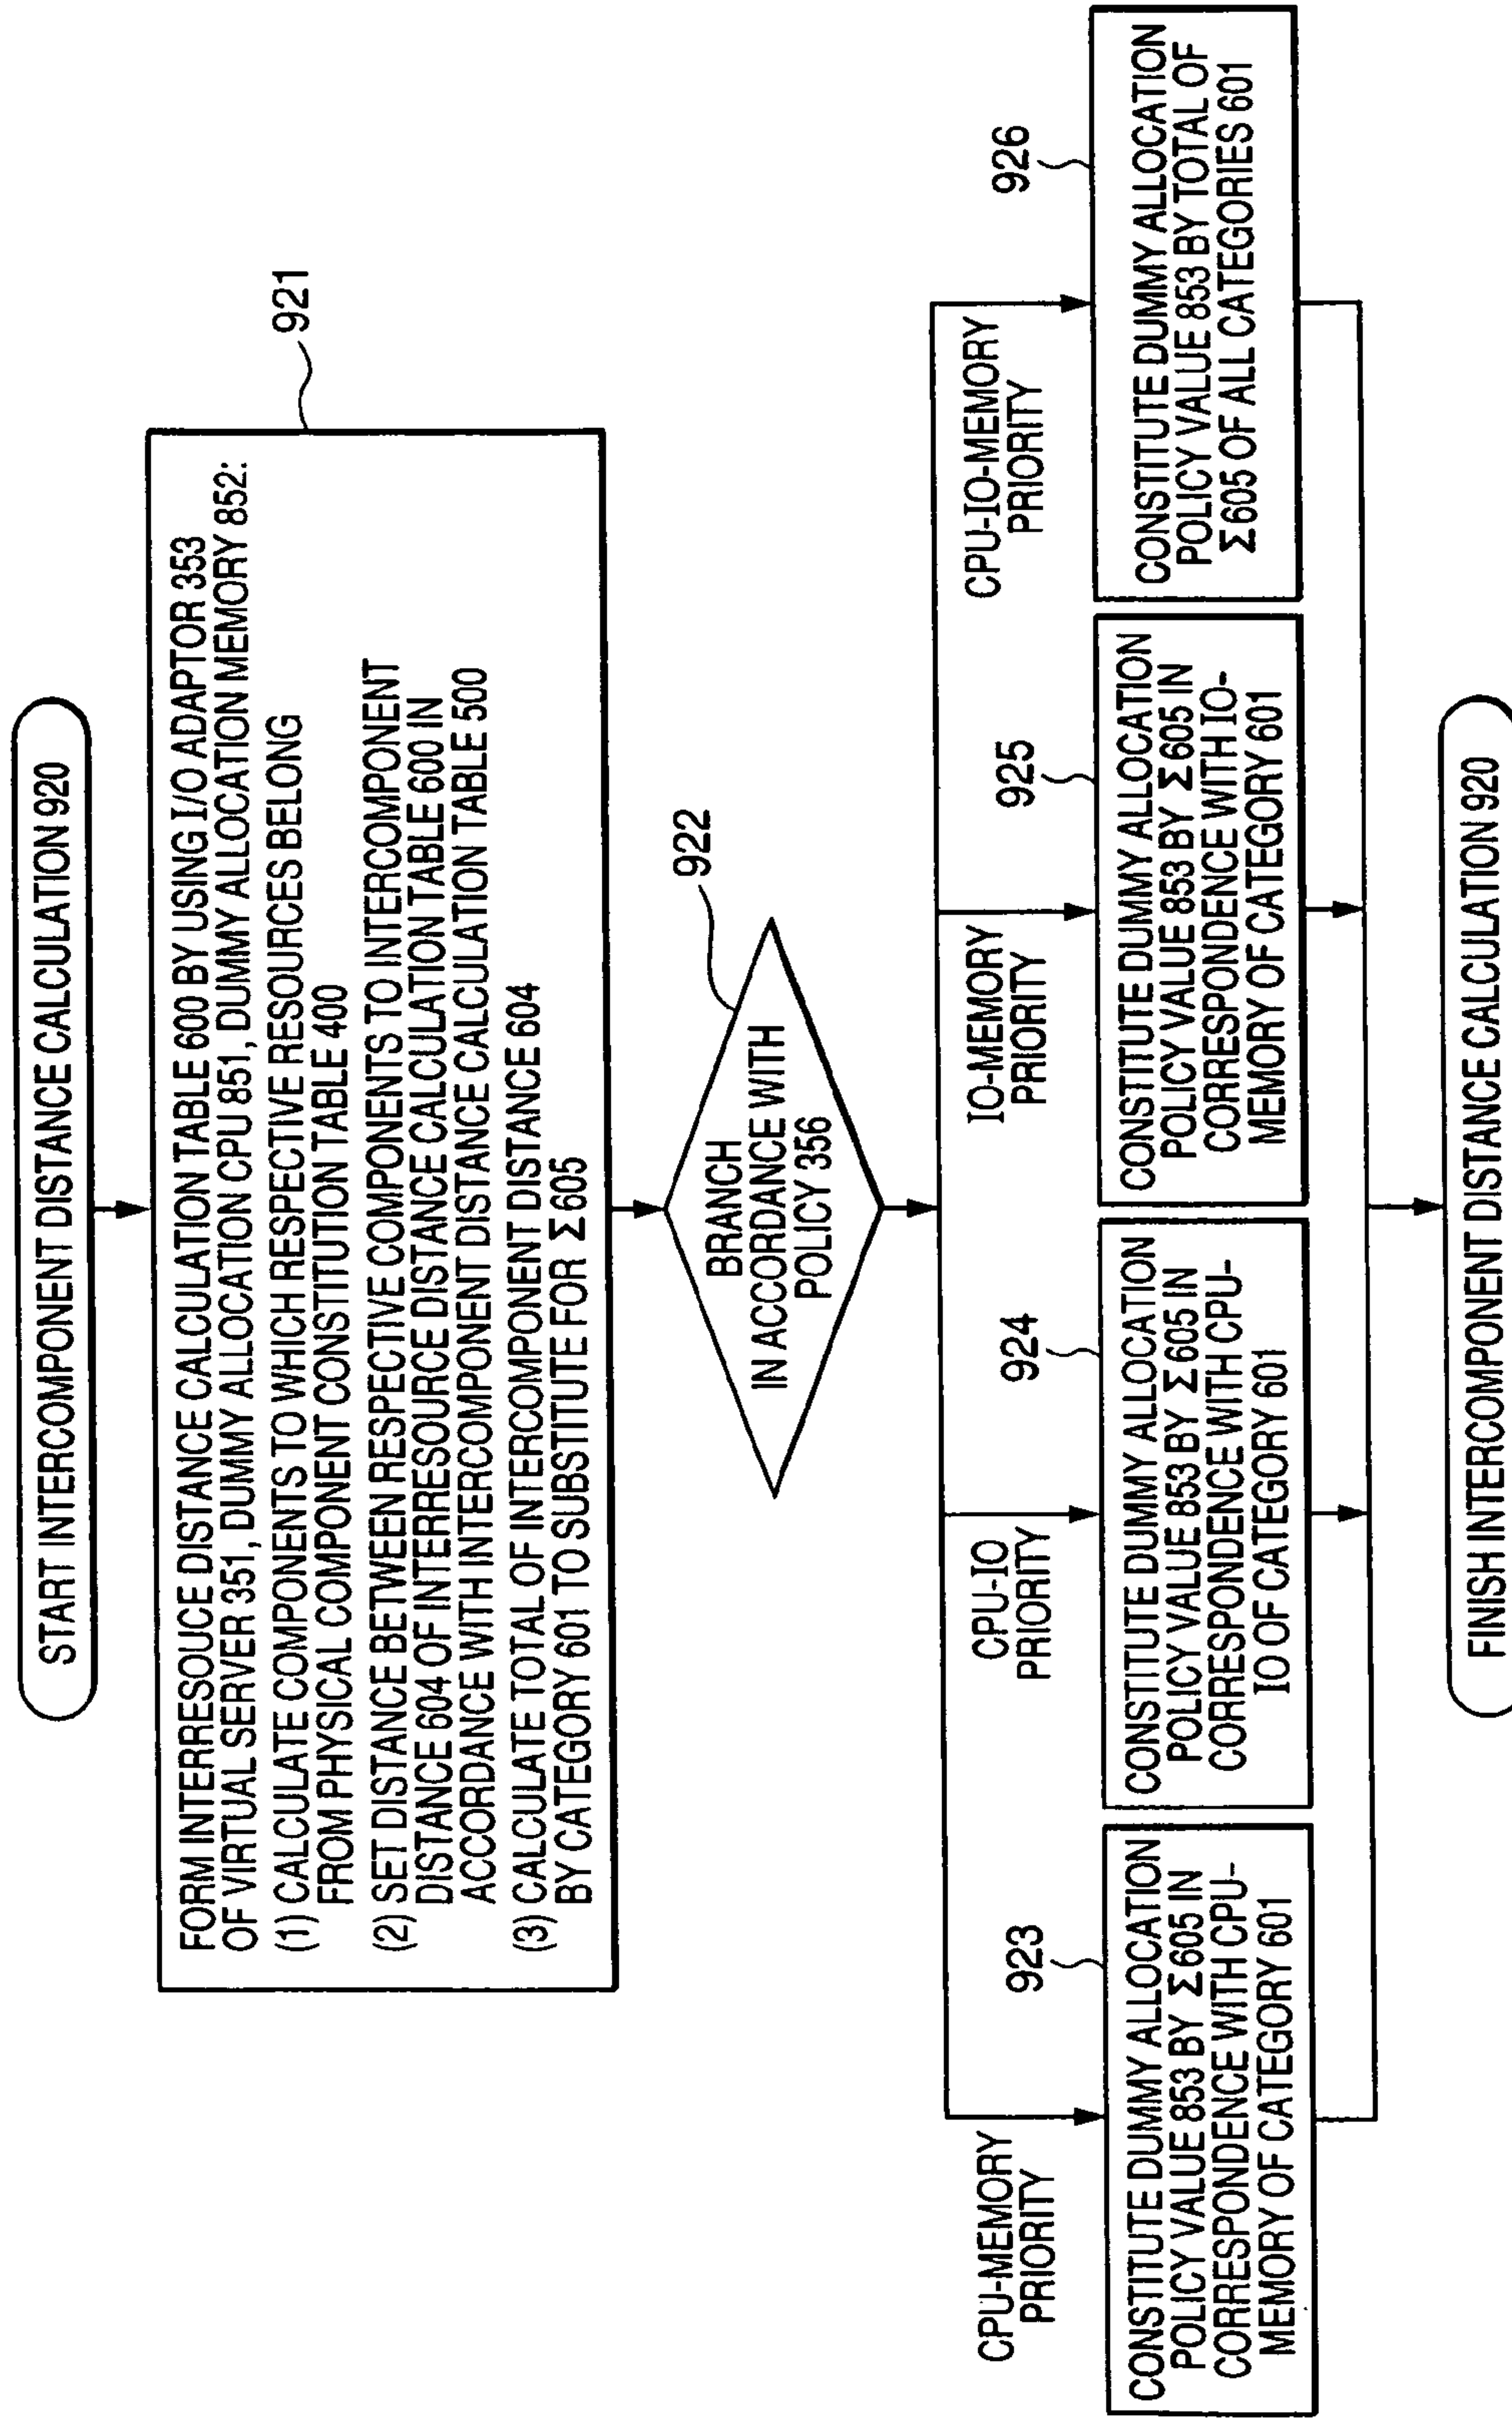 START INTERCOMPONENT DISTANCE CALCULATION 920
921
FORM INTERRESOUCE DISTANCE CALCULATION TABLE 600 BY USING I/O ADAPTOR 353
OF VIRTUAL SERVER 351, DUMMY ALLOCATION CPU 851, DUMMY ALLOCATION MEMORY 852:
(1) CALCULATE COMPONENTS TO WHICH RESPECTIVE RESOURCES BELONG
FROM PHYSICAL COMPONENT CONSTITUTION TABLE 400
(2) SET DISTANCE BETWEEN RESPECTIVE COMPONENTS TO INTERCOMPONENT
DISTANCE 604 OF INTERRESOURCE DISTANCE CALCULATION TABLE 600 IN
ACCORDANCE WITH INTERCOMPONENT DISTANCE CALCULATION TABLE 500
(3) CALCULATE TOTAL OF INTERCOMPONENT DISTANCE 604
BY CATEGORY 601 TO SUBSTITUTE FOR Σ 605
922
BRANCH
IN ACCORDANCE WITH
POLICY 356
CPU-MEMORY
PRIORITY
923
CONSTITUTE DUMMY ALLOCATION
POLICY VALUE 853 BY Σ 605 IN
CORRESPONDENCE WITH CPU-
MEMORY OF CATEGORY 601
CPU-IO
PRIORITY
924
CONSTITUTE DUMMY ALLOCATION
POLICY VALUE 853 BY Σ 605 IN
CORRESPONDENCE WITH CPU-
IO OF CATEGORY 601
IO-MEMORY
PRIORITY
925
CONSTITUTE DUMMY ALLOCATION
POLICY VALUE 853 BY Σ 605 IN
CORRESPONDENCE WITH IO-
MEMORY OF CATEGORY 601
CPU-IO-MEMORY
PRIORITY
926
CONSTITUTE DUMMY ALLOCATION
POLICY VALUE 853 BY TOTAL OF
Σ 605 OF ALL CATEGORIES 601
FINISH INTERCOMPONENT DISTANCE CALCULATION 920